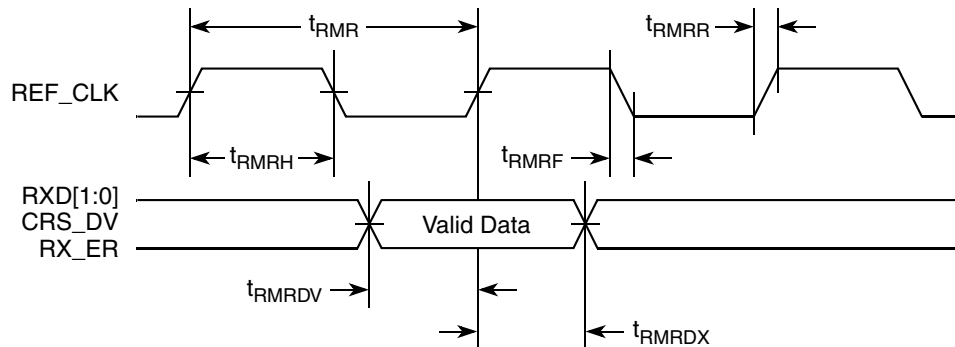 tRMR
tRMRR
REF_CLK
tRMRH
tRMRF
RXD[1:0]
CRS_DV
RX_ER
Valid Data
tRMRDV
tRMRDX